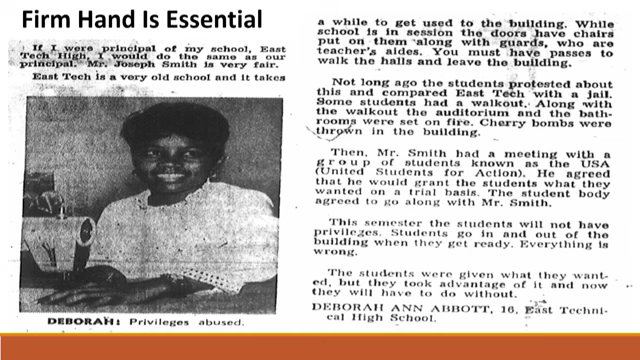 Firm Hand Is Essential
If I were principal of my school, East
Tech High, I would do the same as our
principal. Mr. Joseph Smith is very fair.
East Tech is a very old school and it takes
DEBORAH: Privileges abused.
a while to get used to the building. While
school is in session the doors have chairs
put on them along with guards, who are
teacher's aides. You must have passes to
walk the halls and leave the building.
Not long ago the students protested about
this and compared East Tech with a jail.
Some students had a walkout. Along with
the walkout the auditorium and the bath-
rooms were set on fire. Cherry bombs were
thrown in the building.
Then, Mr. Smith had a meeting with a
group of students known as the USA
(United Students for Action). He agreed
that he would grant the students what they
wanted on a trial basis. The student body
agreed to go along with Mr. Smith.
This semester the students will not have
privileges. Students go in and out of the
building when they get ready. Everything is
wrong.
The students were given what they want-
ed, but they took advantage of it and now
they will have to do without.
DEBORAH ANN ABBOTT, 16, East Techni-
cal High School.